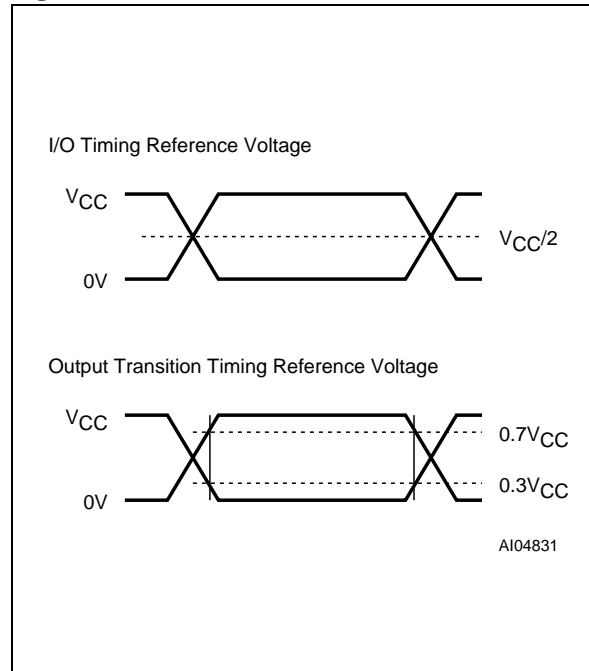 I/O Timing Reference Voltage
VCC
VCC/2
0V
Output Transition Timing Reference Voltage
VCC
0.7VCC
0.3VCC
0V
AI04831